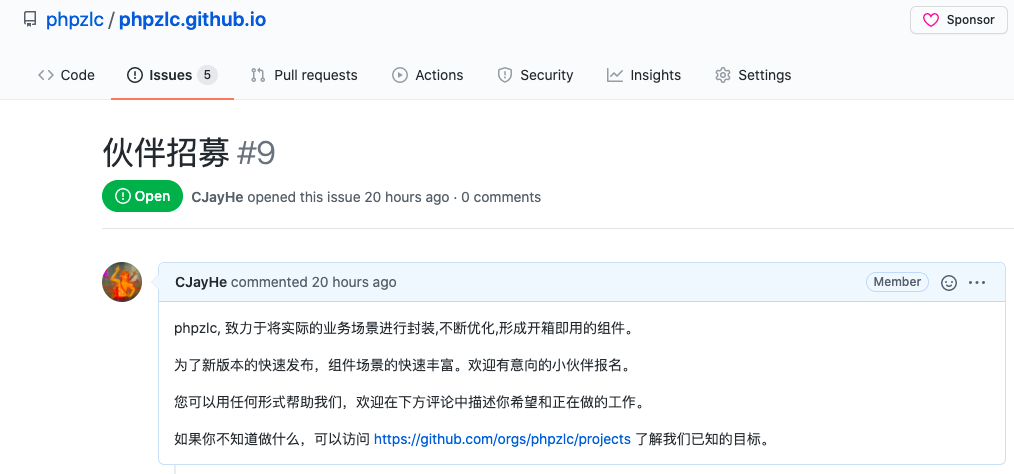 phpzlc / phpzlc.github.io
Sponsor
Code
Issues 5
Pull requests
Actions
Security
Insights
Settings
伙伴招募 #9
Open
CJayHe opened this issue 20 hours ago · 0 comments
CJayHe commented 20 hours ago
Member
phpzlc, 致力于将实际的业务场景进行封装,不断优化,形成开箱即用的组件。
为了新版本的快速发布，组件场景的快速丰富。欢迎有意向的小伙伴报名。
您可以用任何形式帮助我们，欢迎在下方评论中描述你希望和正在做的工作。
如果你不知道做什么，可以访问 https://github.com/orgs/phpzlc/projects 了解我们已知的目标。